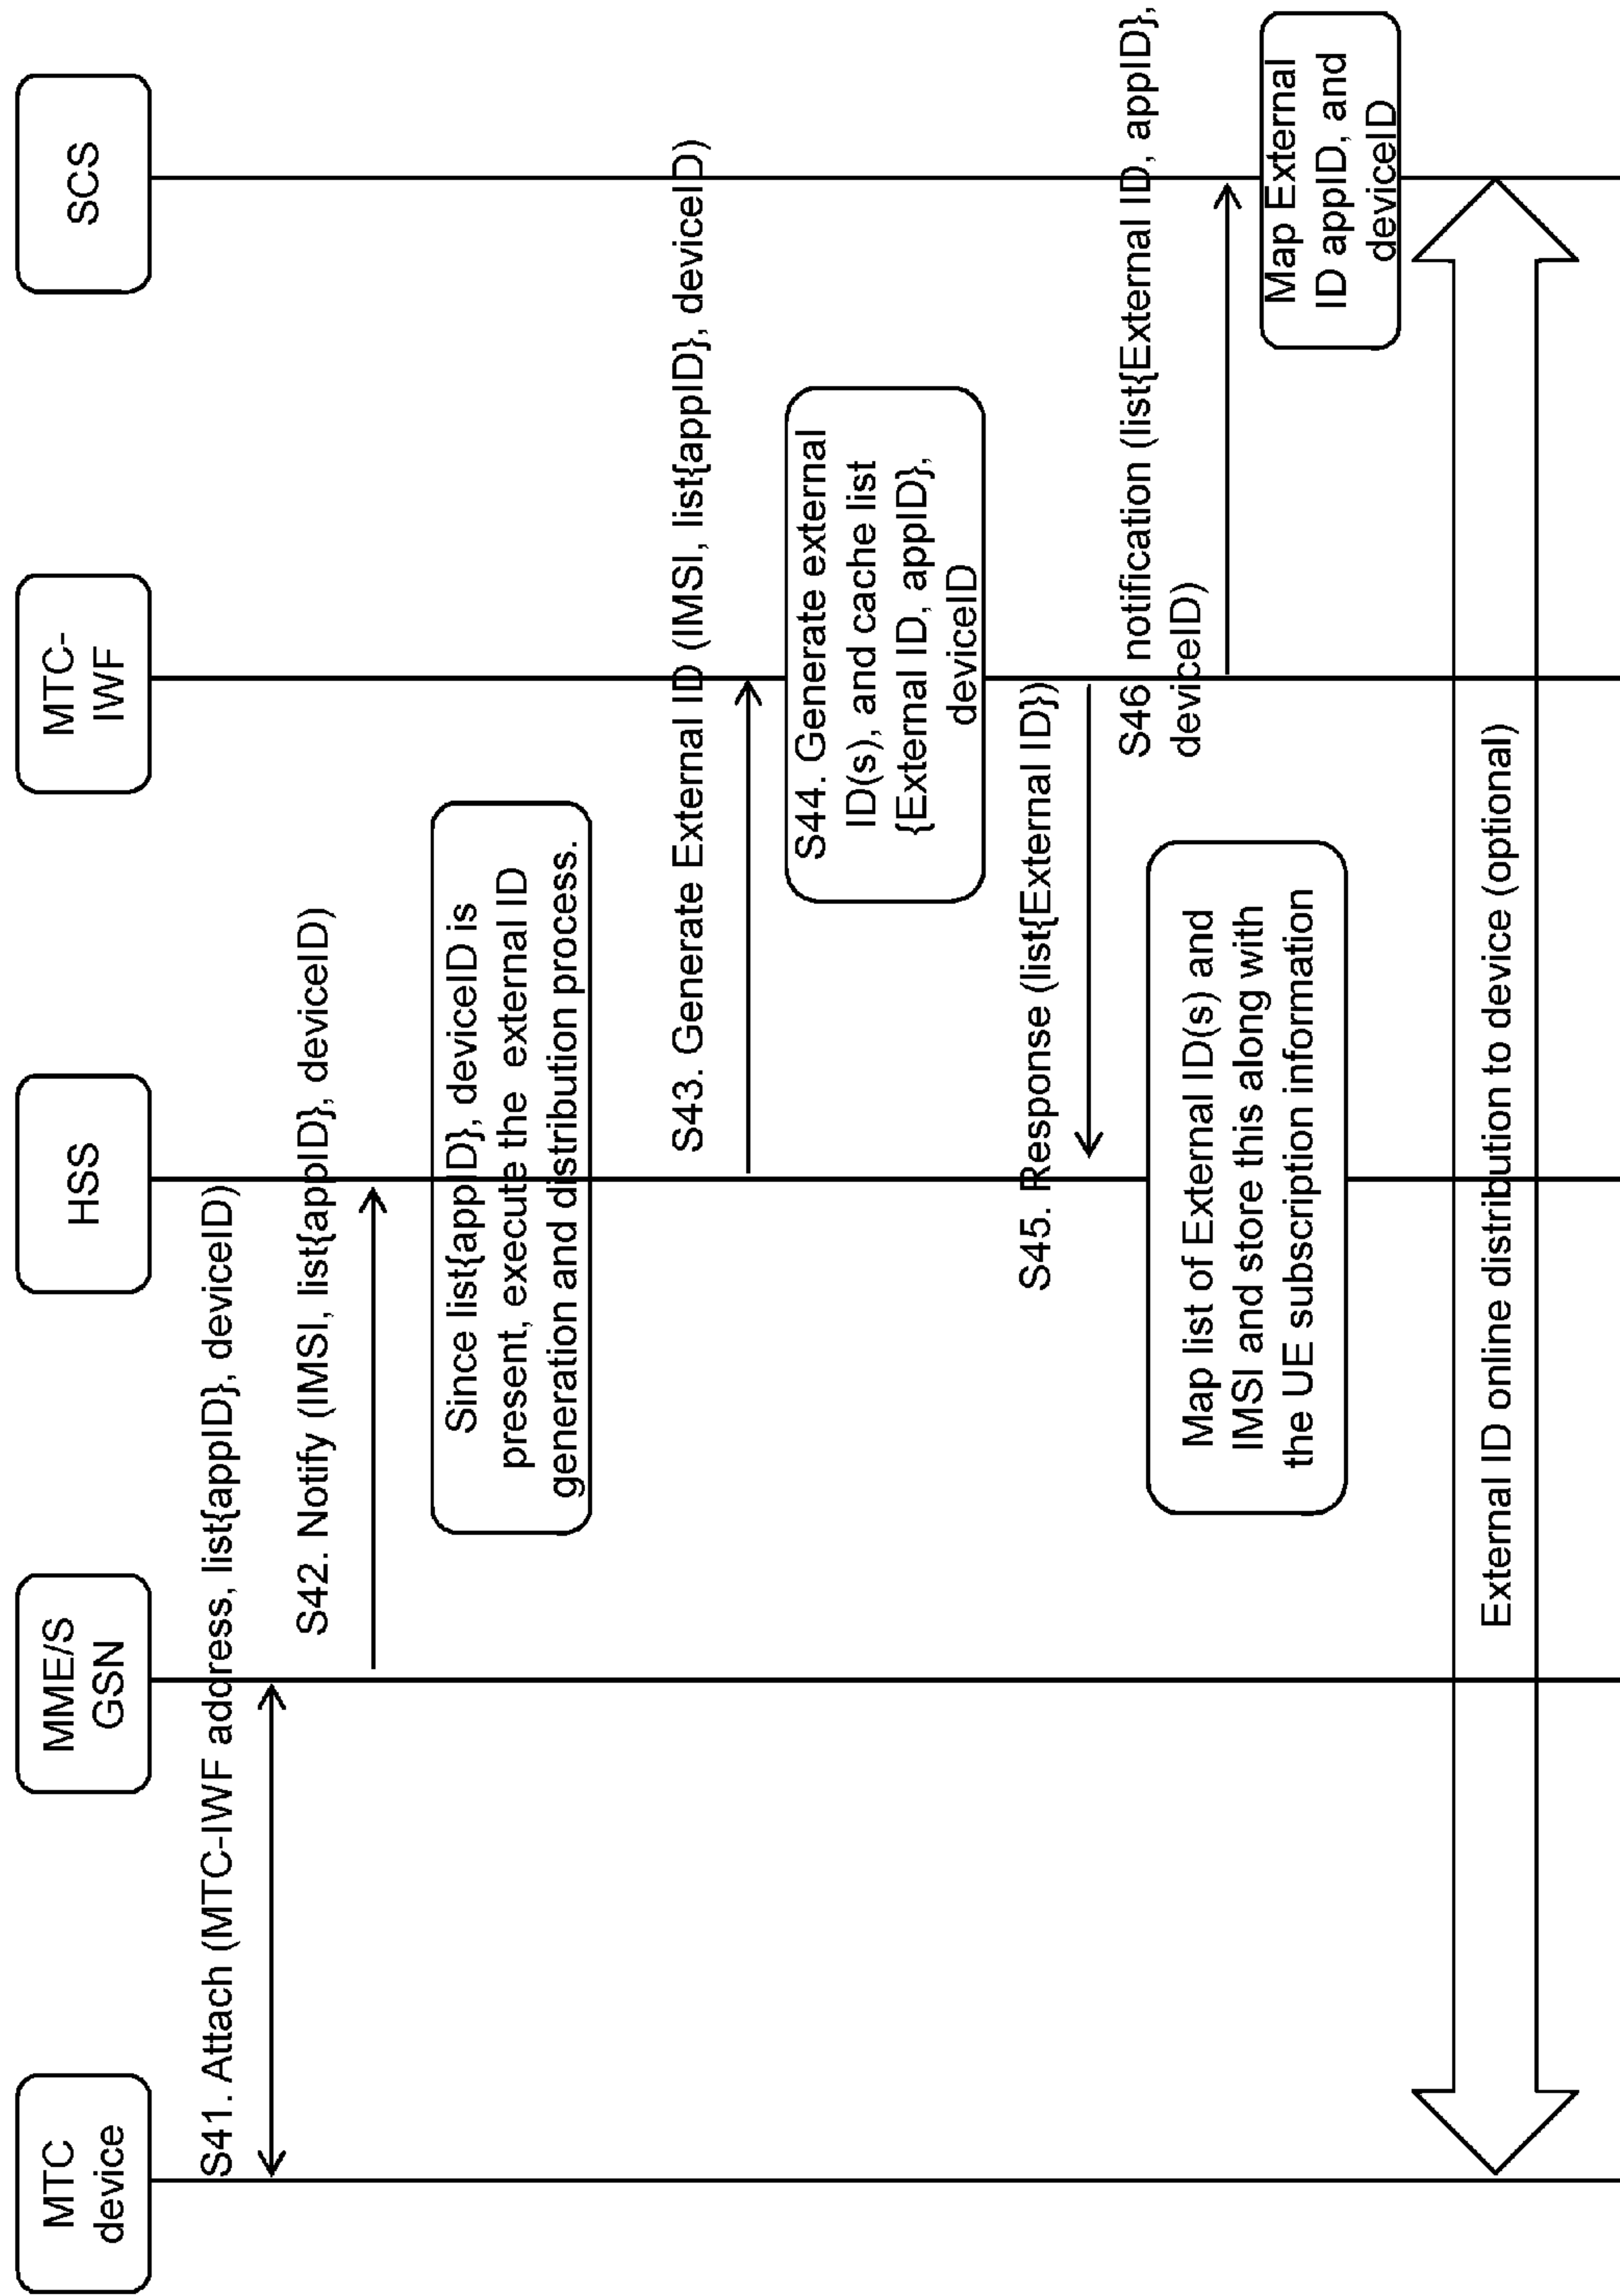 MTC
device
MME/S
GSN
HSS
MTC-
IWF
SCS
S41. Attach (MTC-IWF address, list{appID}, deviceID)
S42. Notify (IMSI, list{appID}, deviceID)
Since list{appID}, deviceID is
present, execute the external ID
generation and distribution process.
S43. Generate External ID (IMSI, list{appID}, deviceID)
S44. Generate external
ID(s), and cache list
{External ID, appID},
deviceID
S45. Response (list{External ID})
S46 notification (list{External ID, appID},
deviceID)
Map list of External ID(s) and
IMSI and store this along with
the UE subscription information
Map External
ID appID, and
deviceID
External ID online distribution to device (optional)